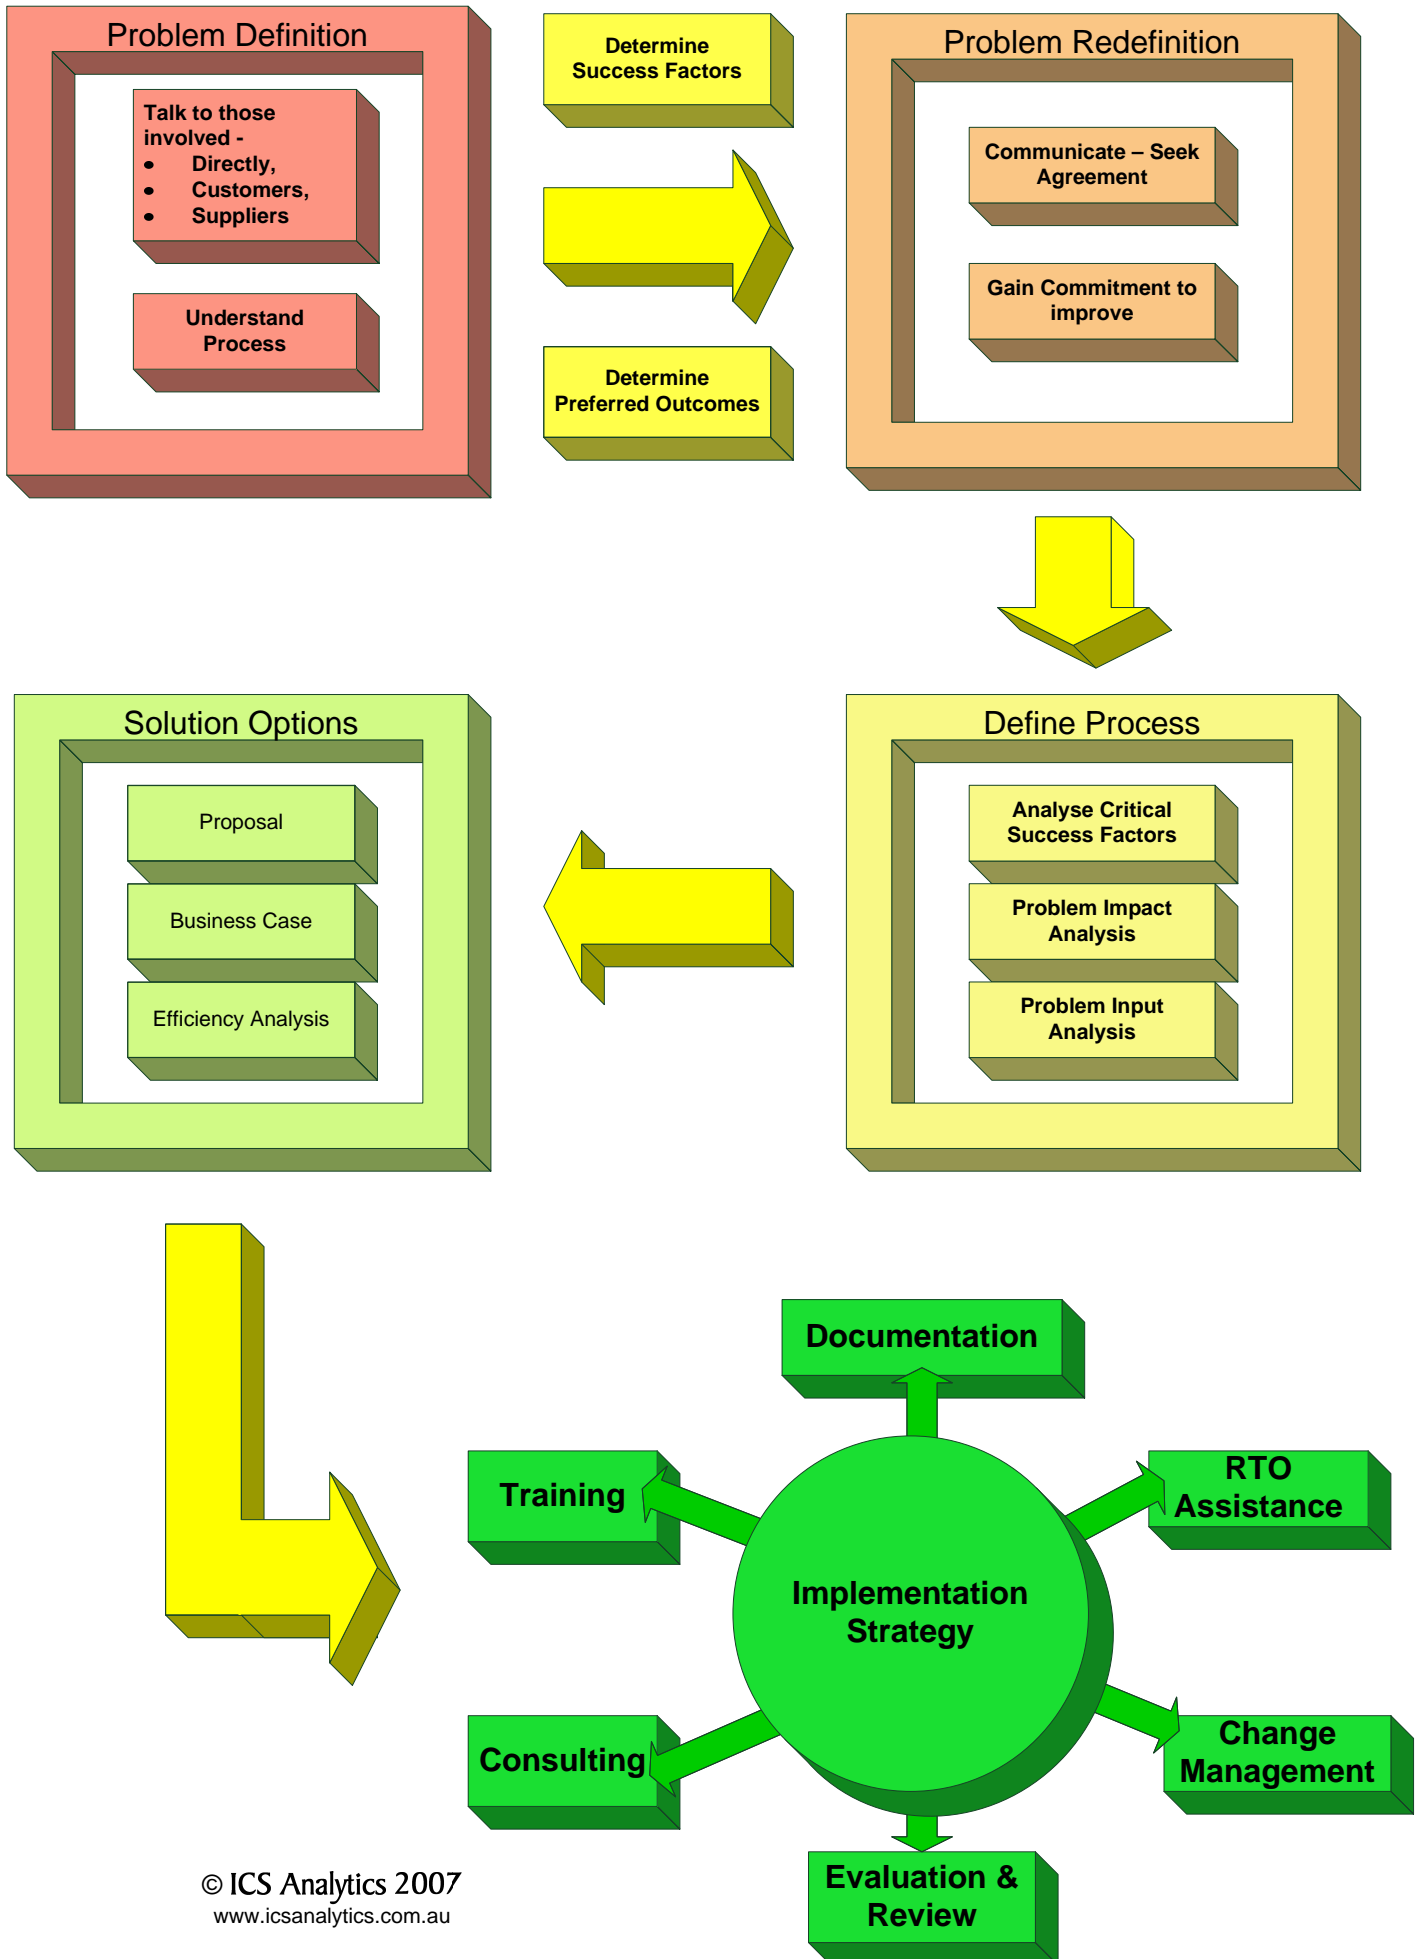 Problem Definition
Talk to those
involved -
• Directly,
• Customers,
• Suppliers
Understand
Process
Determine
Success Factors
Determine
Preferred Outcomes
Problem Redefinition
Communicate – Seek
Agreement
Gain Commitment to
improve
Define Process
Analyse Critical
Success Factors
Problem Impact
Analysis
Problem Input
Analysis
Solution Options
Proposal
Business Case
Efficiency Analysis
Implementation
Strategy
Documentation
RTO
Assistance
Change
Management
Evaluation &
Review
Consulting
Training
© ICS Analytics 2007
www.icsanalytics.com.au